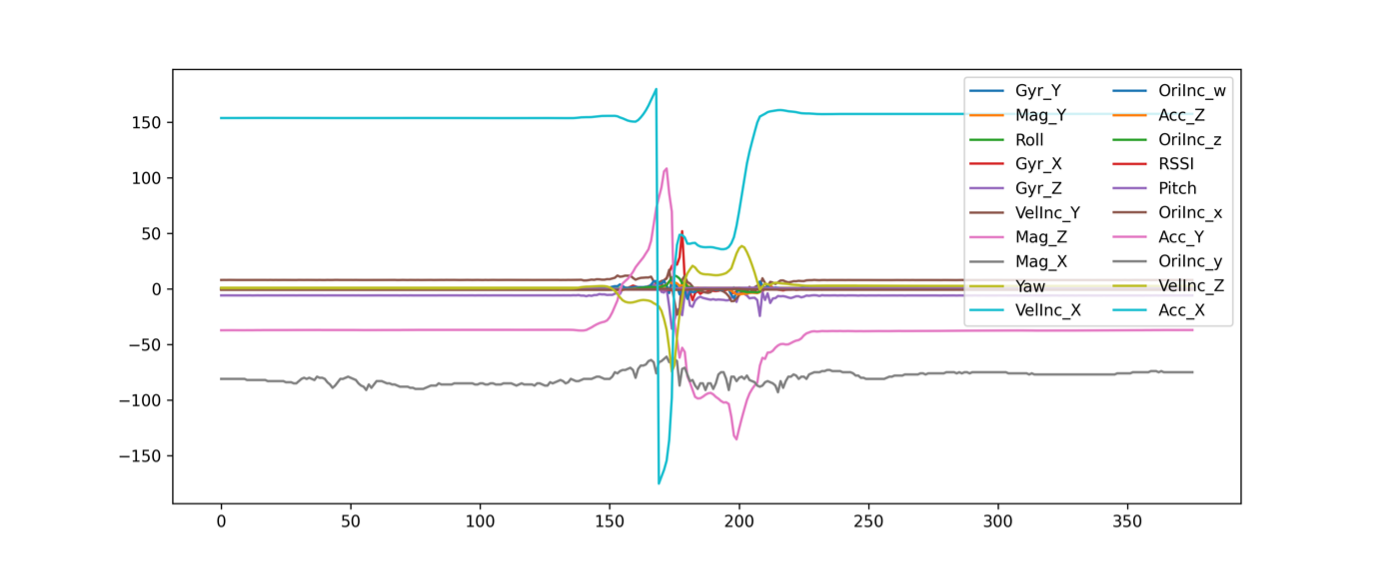 150
100
50
0
−50
−100
−150
0 50 100 150 200 250 300 350
Gyr_Y OriInc_w
Mag_Y Acc_Z
Roll OriInc_z
Gyr_X RSSI
Gyr_Z Pitch
VelInc_Y OriInc_x
Mag_Z Acc_Y
Mag_X OriInc_y
Yaw VelInc_Z
VelInc_X Acc_X